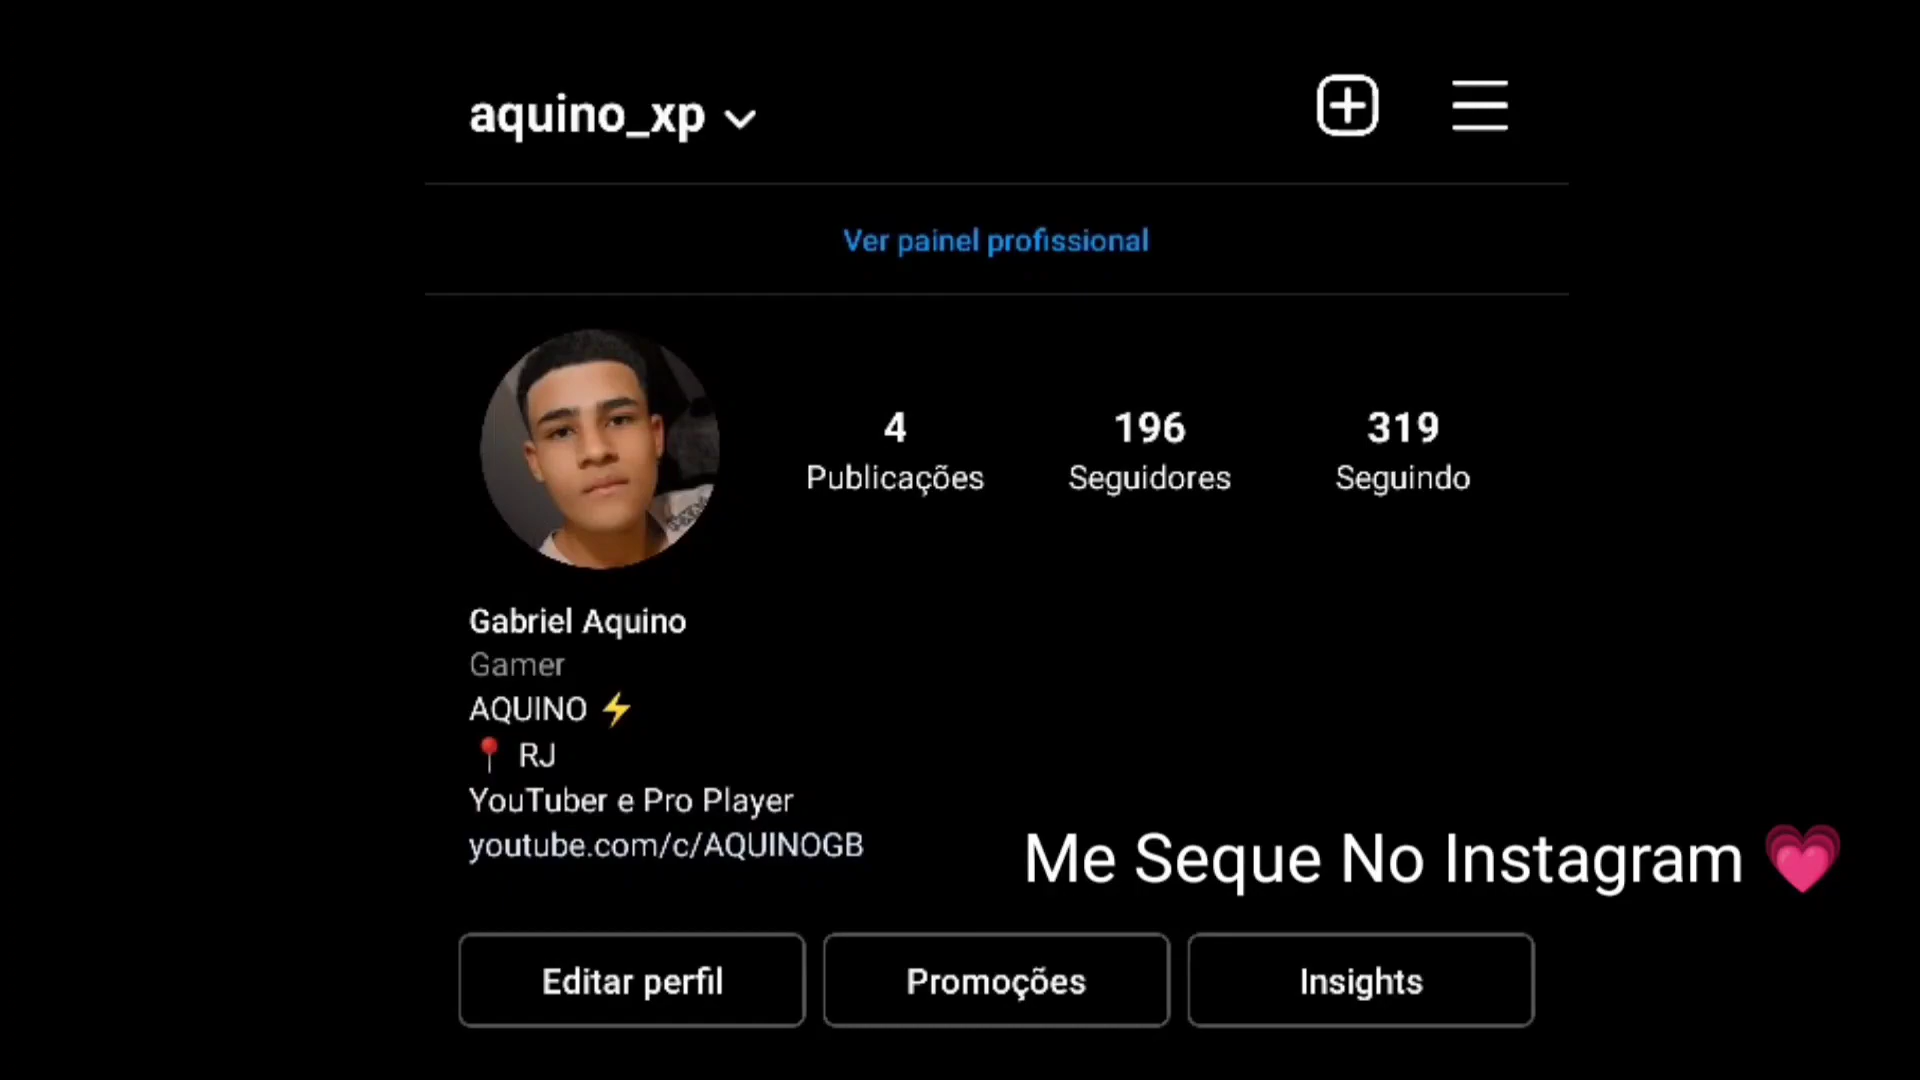 aquino_xp
Ver painel profissional
4 196 319
Publicações Seguidores Seguindo
Gabriel Aquino
Gamer
AQUINO ⚡
📍 RJ
YouTuber e Pro Player
youtube.com/c/AQUINOGB
Me Seque No Instagram 💗
Editar perfil Promoções Insights